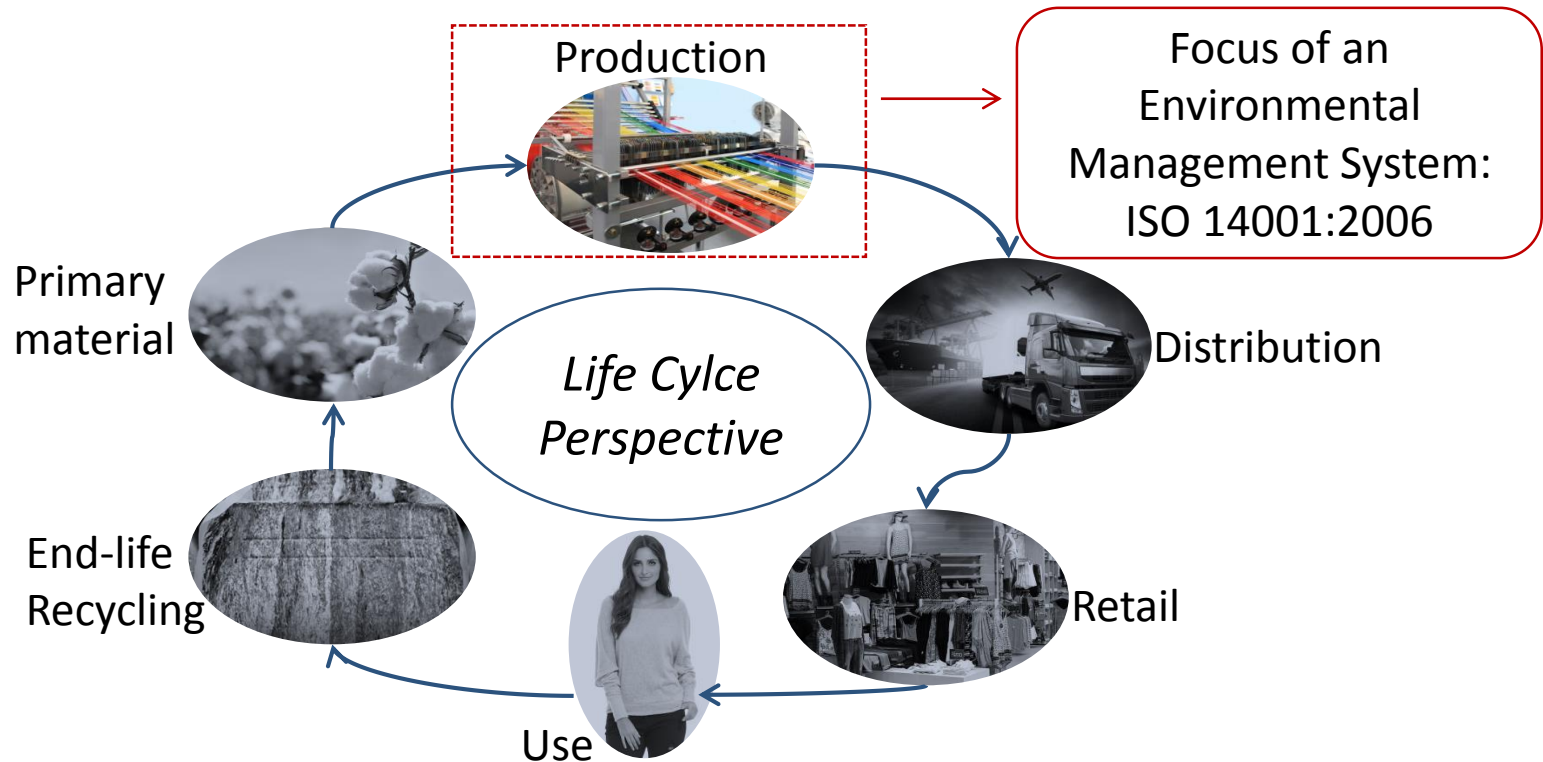 Production
Focus of an
Environmental
Management System:
ISO 14001:2006
Primary
material
Life Cylce
Perspective
Distribution
End-life
Recycling
Retail
Use